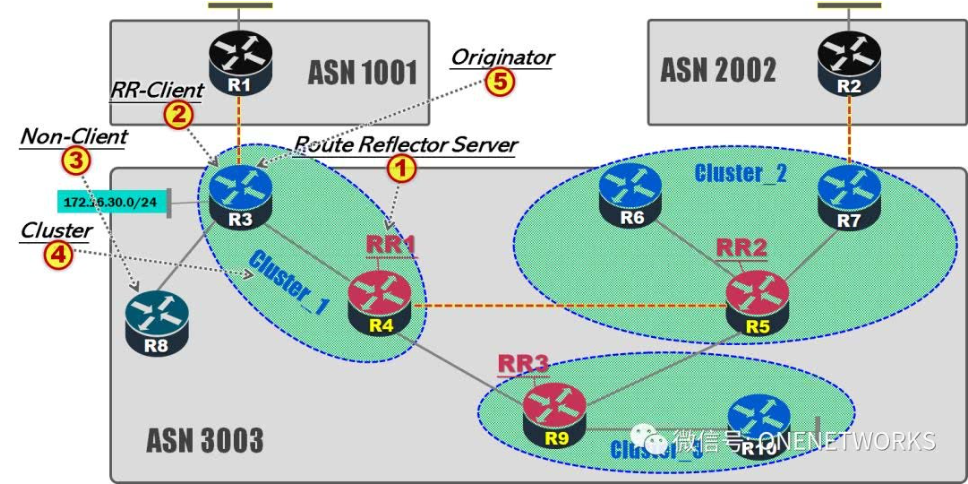 ASN 1001
R1
Originator
5
ASN 2002
R2
RR-Client
2
Non-Client
3
Route Reflector Server
1
172.16.30.0/24
R3
Cluster
4
Cluster_1
RR1
R4
R8
Cluster_2
R6
R7
RR2
R5
RR3
R9
R10
Cluster_3
ASN 3003
微信号: ONENETWORKS